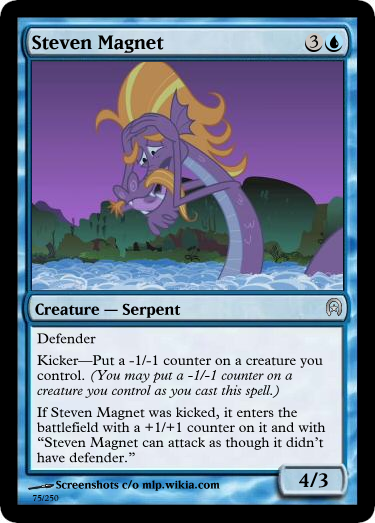 Steven Magnet 3
Creature — Serpent
Defender
Kicker—Put a -1/-1 counter on a creature you
control. (You may put a -1/-1 counter on a
creature you control as you cast this spell.)
If Steven Magnet was kicked, it enters the
battlefield with a +1/+1 counter on it and with
“Steven Magnet can attack as though it didn't
have defender.”
4/3
Screenshots c/o mlp.wikia.com
75/250